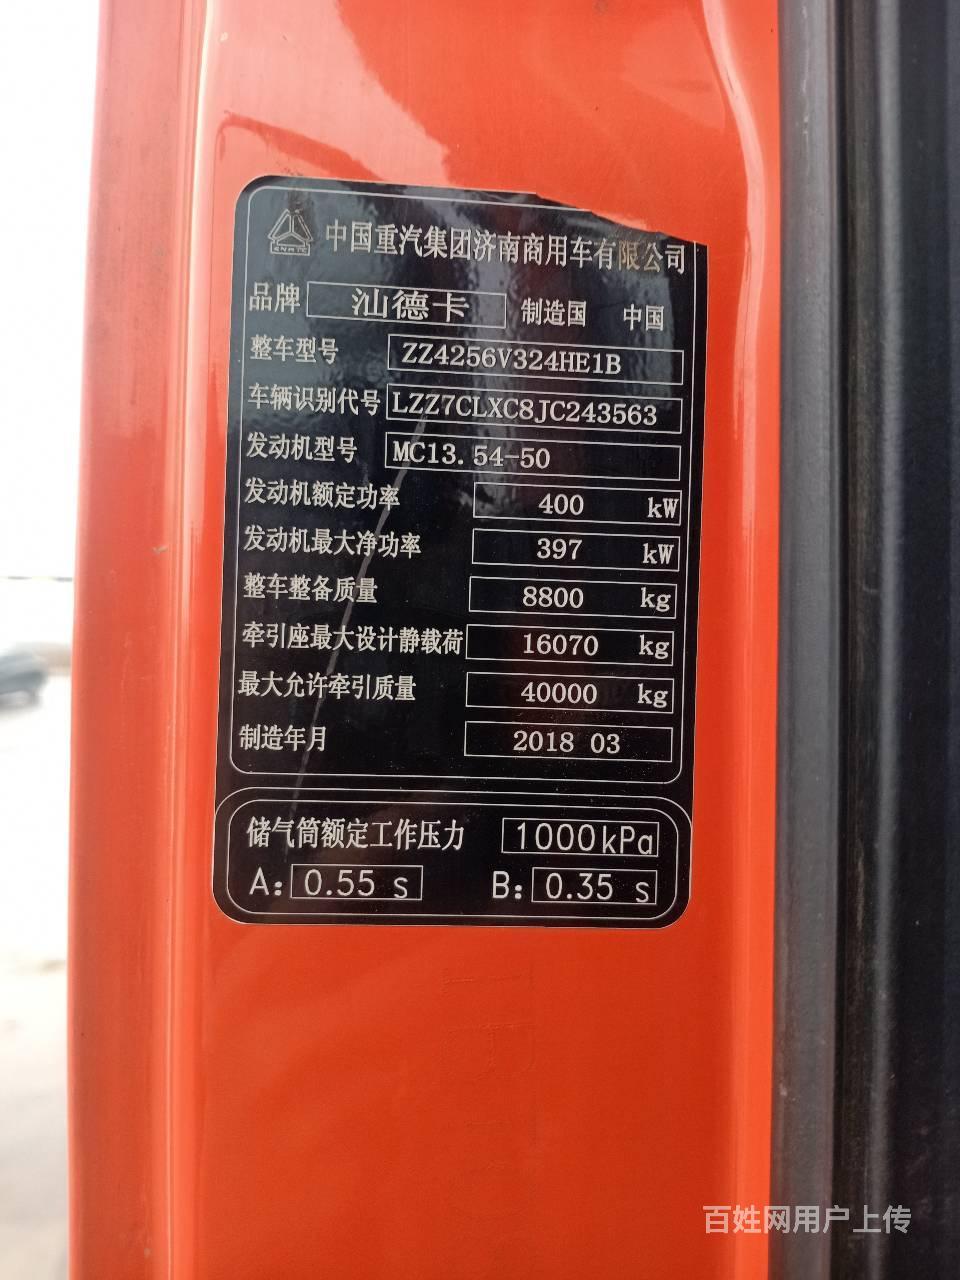 CNHTC 中国重汽集团济南商用车有限公司
品牌 汕德卡 制造国 中国
整车型号 ZZ4256V324HE1B
车辆识别代号 LZZ7CLXC8JC243563
发动机型号 MC13.54-50
发动机额定功率 400 kW
发动机最大净功率 397 kW
整车整备质量 8800 kg
牵引座最大设计静载荷 16070 kg
最大允许牵引质量 40000 kg
制造年月 2018 03
储气筒额定工作压力 1000kPa
A: 0.55 s B: 0.35 s
百姓网用户上传